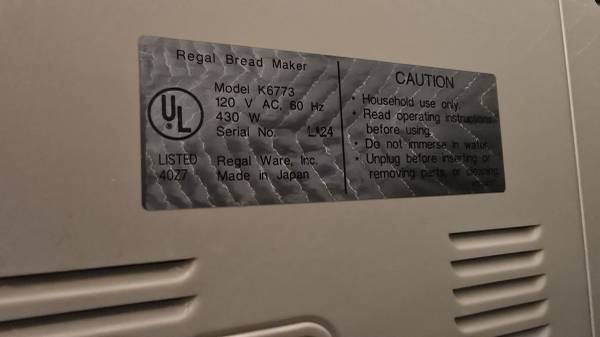 Regal Bread Maker
Model K6773
120 V AC, 60 Hz
430 W
Serial No. L*24
UL
LISTED
40Z7
Regal Ware, Inc.
Made in Japan
CAUTION
• Household use only.
• Read operating instructions
before using.
• Do not immerse in water.
• Unplug before inserting or
removing parts, or cleaning.